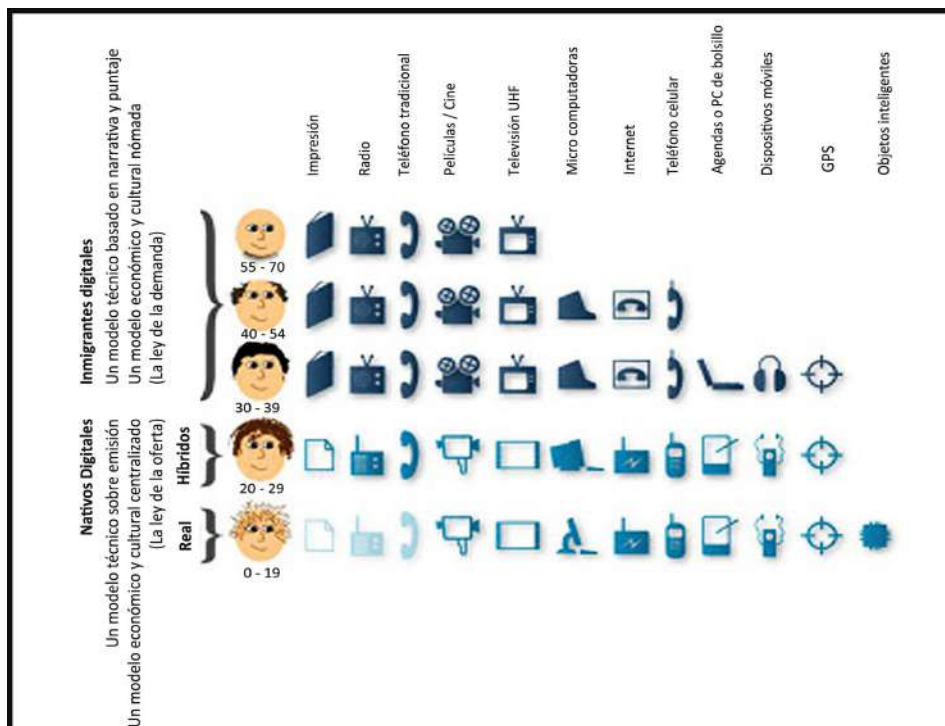 Inmigrantes digitales
Un modelo técnico basado en narrativa y puntaje
Un modelo económico y cultural nómada
(La ley de la demanda)
Nativos Digitales
Un modelo técnico sobre emisión
Un modelo económico y cultural centralizado
(La ley de la oferta)
Híbridos
Real
Impresión
Radio
Teléfono tradicional
Películas / Cine
Televisión UHF
Micro computadoras
Internet
Teléfono celular
Agendas o PC de bolsillo
Dispositivos móviles
GPS
Objetos inteligentes
55 - 70
40 - 54
30 - 39
20 - 29
0 - 19